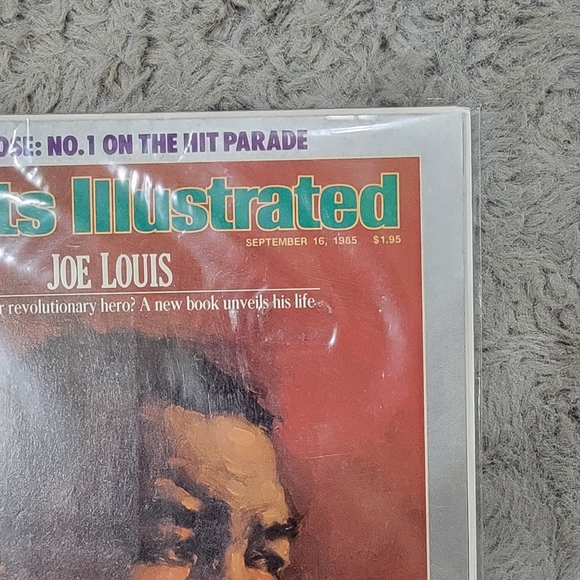 OSE: NO.1 ON THE HIT PARADE
ts Illustrated
SEPTEMBER 16, 1985 $1.95
JOE LOUIS
r revolutionary hero? A new book unveils his life